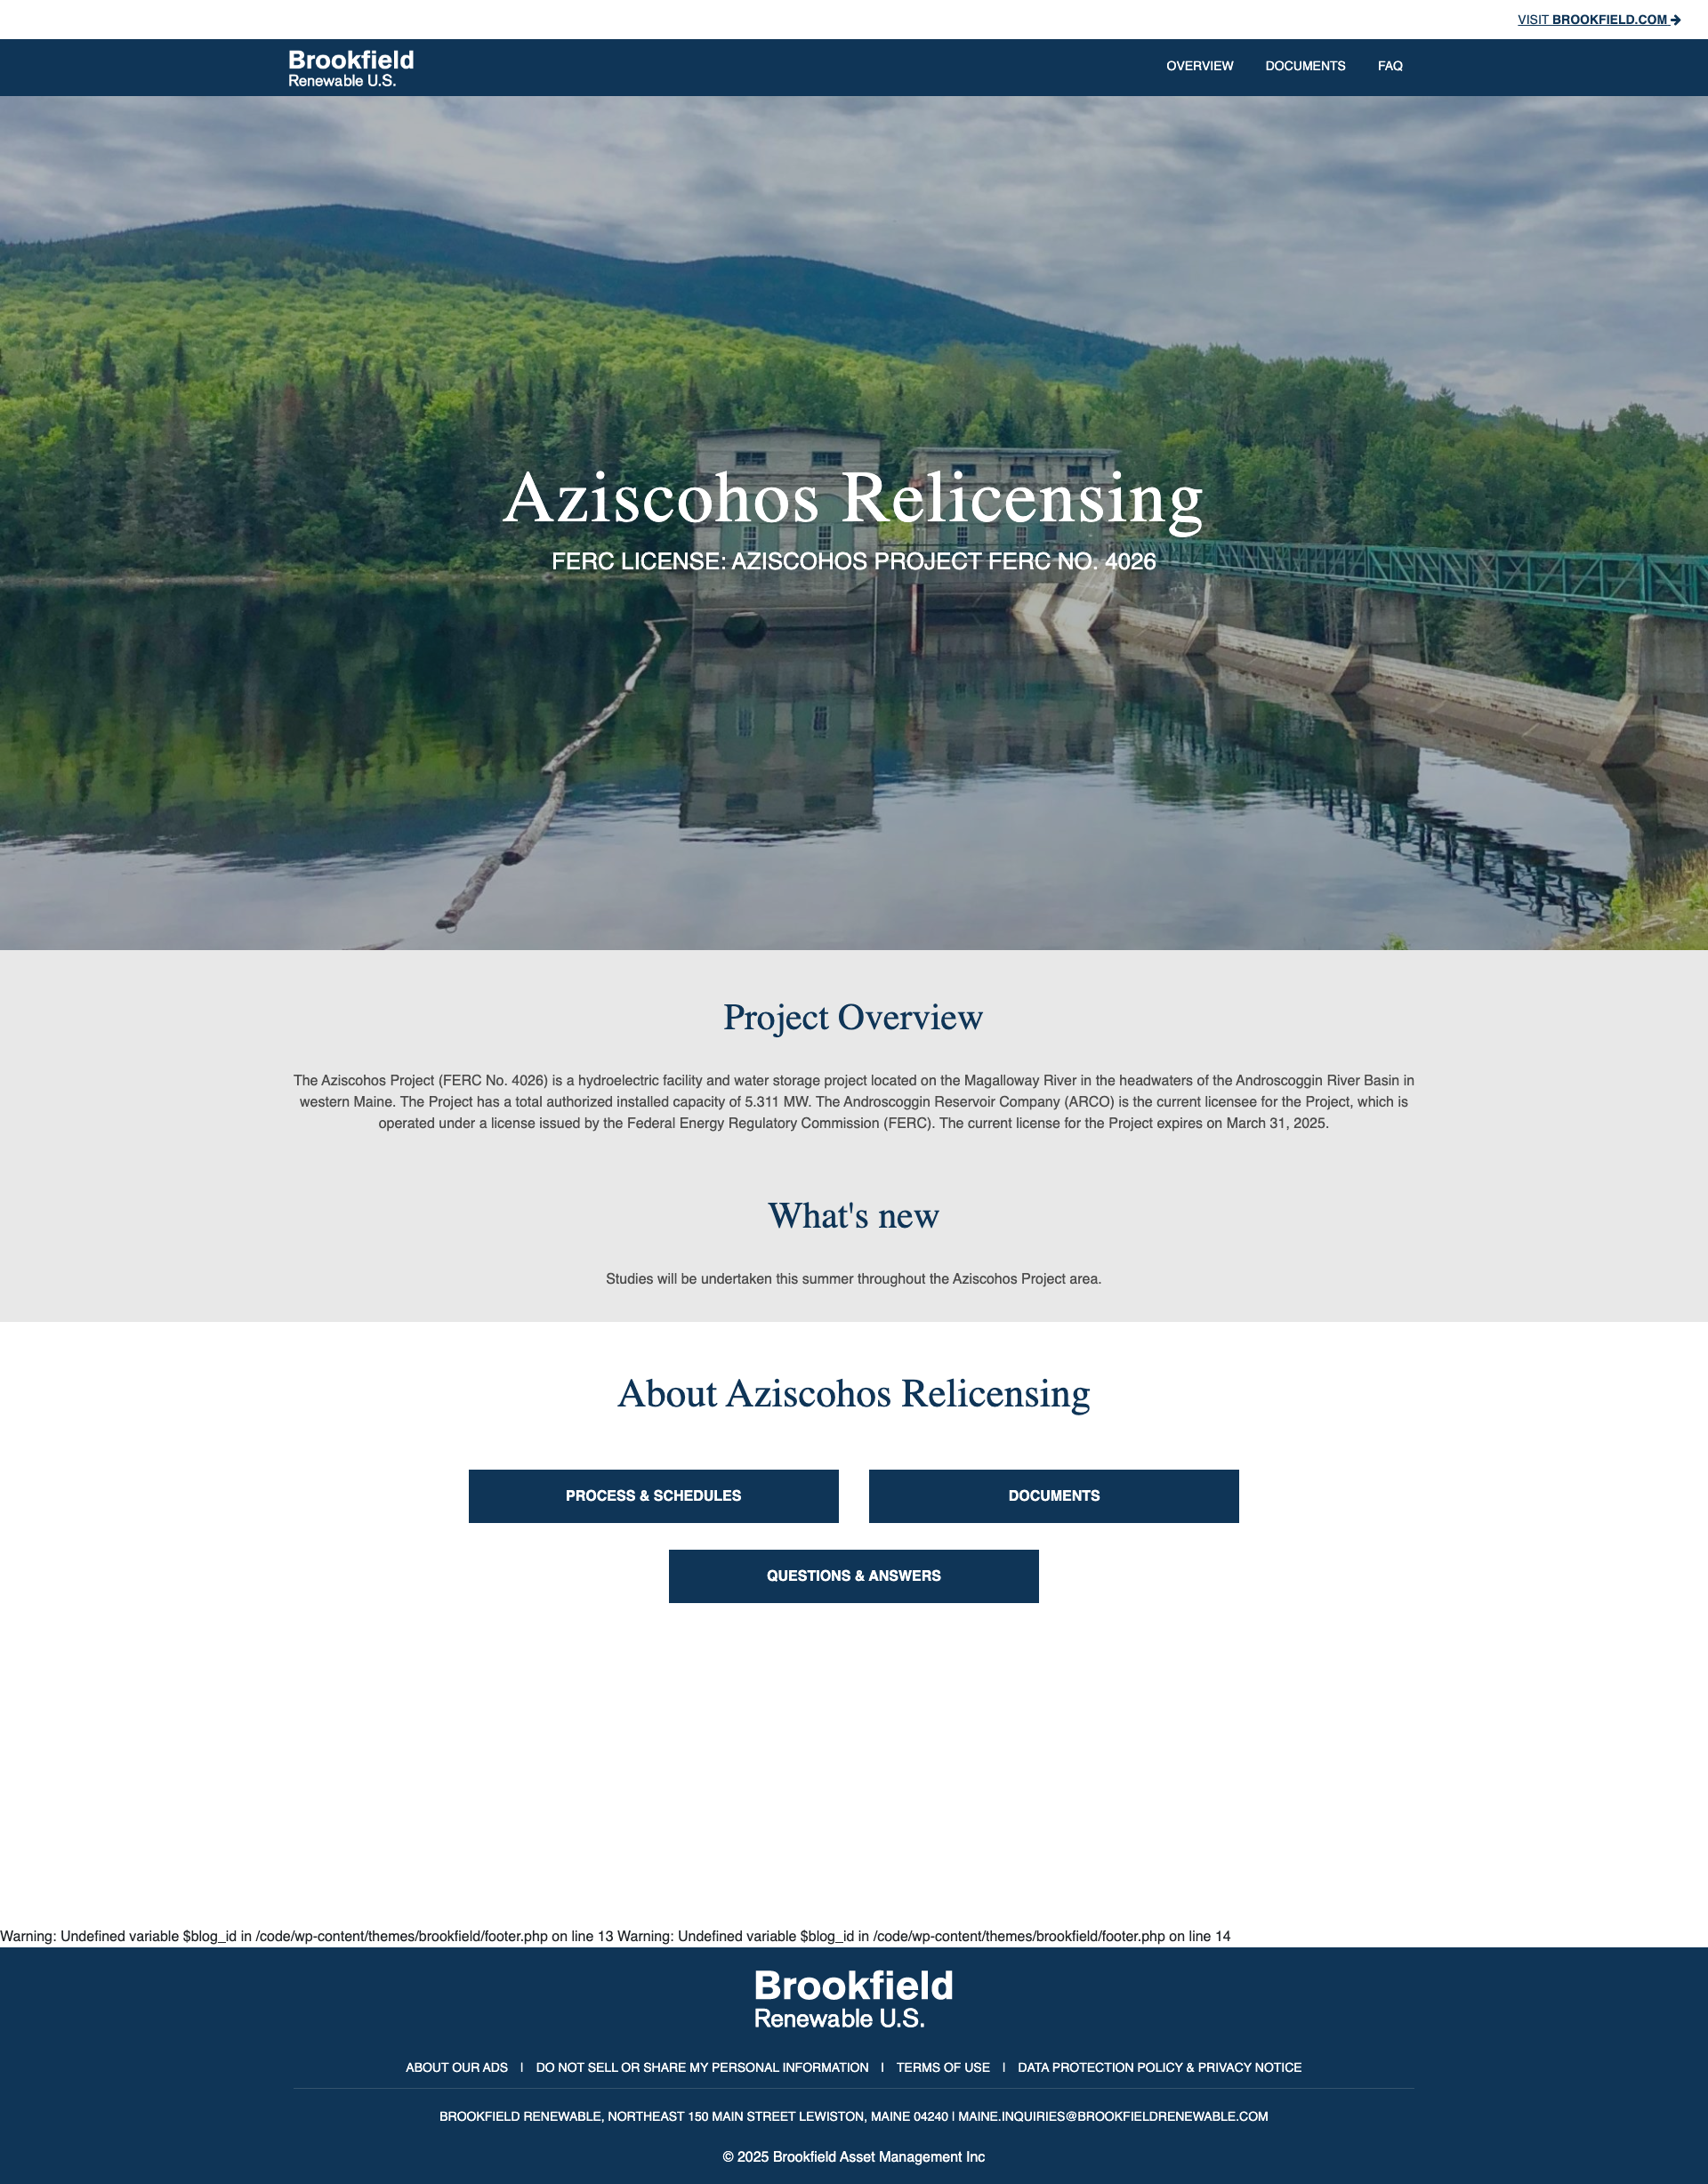 VISIT BROOKFIELD.COM
Brookfield
Renewable U.S.
OVERVIEW DOCUMENTS FAQ
Aziscohos Relicensing
FERC LICENSE: AZISCOHOS PROJECT FERC NO. 4026
Project Overview
The Aziscohos Project (FERC No. 4026) is a hydroelectric facility and water storage project located on the Magalloway River in the headwaters of the Androscoggin River Basin in
western Maine. The Project has a total authorized installed capacity of 5.311 MW. The Androscoggin Reservoir Company (ARCO) is the current licensee for the Project, which is
operated under a license issued by the Federal Energy Regulatory Commission (FERC). The current license for the Project expires on March 31, 2025.
What's new
Studies will be undertaken this summer throughout the Aziscohos Project area.
About Aziscohos Relicensing
PROCESS & SCHEDULES DOCUMENTS
QUESTIONS & ANSWERS
Warning: Undefined variable $blog_id in /code/wp-content/themes/brookfield/footer.php on line 13 Warning: Undefined variable $blog_id in /code/wp-content/themes/brookfield/footer.php on line 14
Brookfield
Renewable U.S.
ABOUT OUR ADS | DO NOT SELL OR SHARE MY PERSONAL INFORMATION | TERMS OF USE | DATA PROTECTION POLICY & PRIVACY NOTICE
BROOKFIELD RENEWABLE, NORTHEAST 150 MAIN STREET LEWISTON, MAINE 04240 | MAINE.INQUIRIES@BROOKFIELDRENEWABLE.COM
© 2025 Brookfield Asset Management Inc